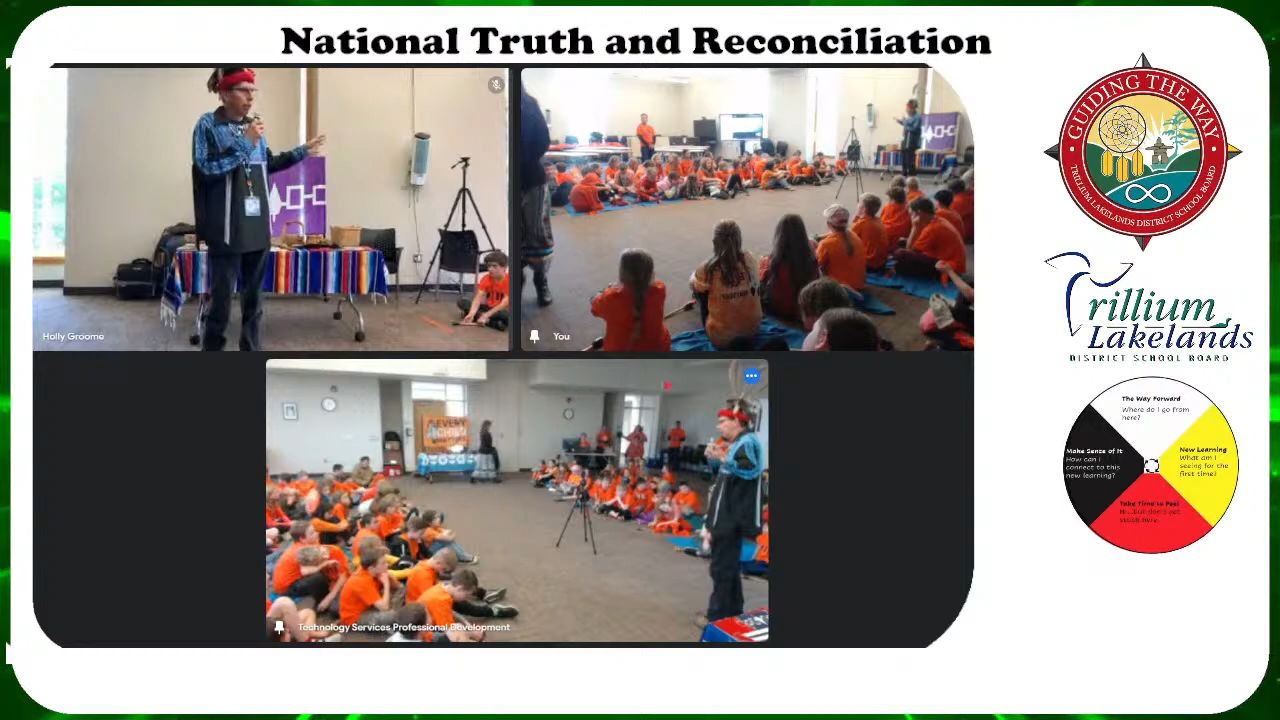 National Truth and Reconciliation
Holly Groome
You
EVERY
CHILD
Technology Services Professional Development
GUIDING THE WAY
TRILLIUM LAKELANDS DISTRICT SCHOOL BOARD
Trillium
Lakelands
DISTRICT SCHOOL BOARD
The Way Forward
Where do I go from
here?
Make Sense of It
How can I
connect to this
new learning?
New Learning
What am I
seeing for the
first time?
Take Time to Feel